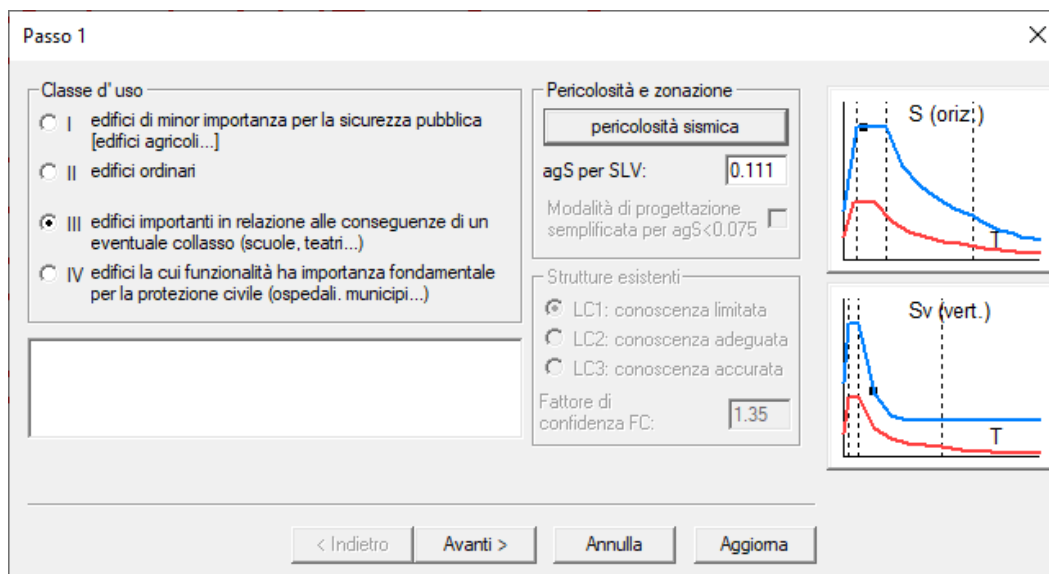 Passo 1
Classe d' uso
I edifici di minor importanza per la sicurezza pubblica
[edifici agricoli...]
II edifici ordinari
III edifici importanti in relazione alle conseguenze di un
eventuale collasso (scuole, teatri...)
IV edifici la cui funzionalità ha importanza fondamentale
per la protezione civile (ospedali. municipi...)
Pericolosità e zonazione
pericolosità sismica
agS per SLV: 0.111
Modalità di progettazione
semplificata per agS<0.075
Strutture esistenti
LC1: conoscenza limitata
LC2: conoscenza adeguata
LC3: conoscenza accurata
Fattore di
confidenza FC: 1.35
S (oriz.)
T
Sv (vert.)
T
< Indietro
Avanti >
Annulla
Aggiorna